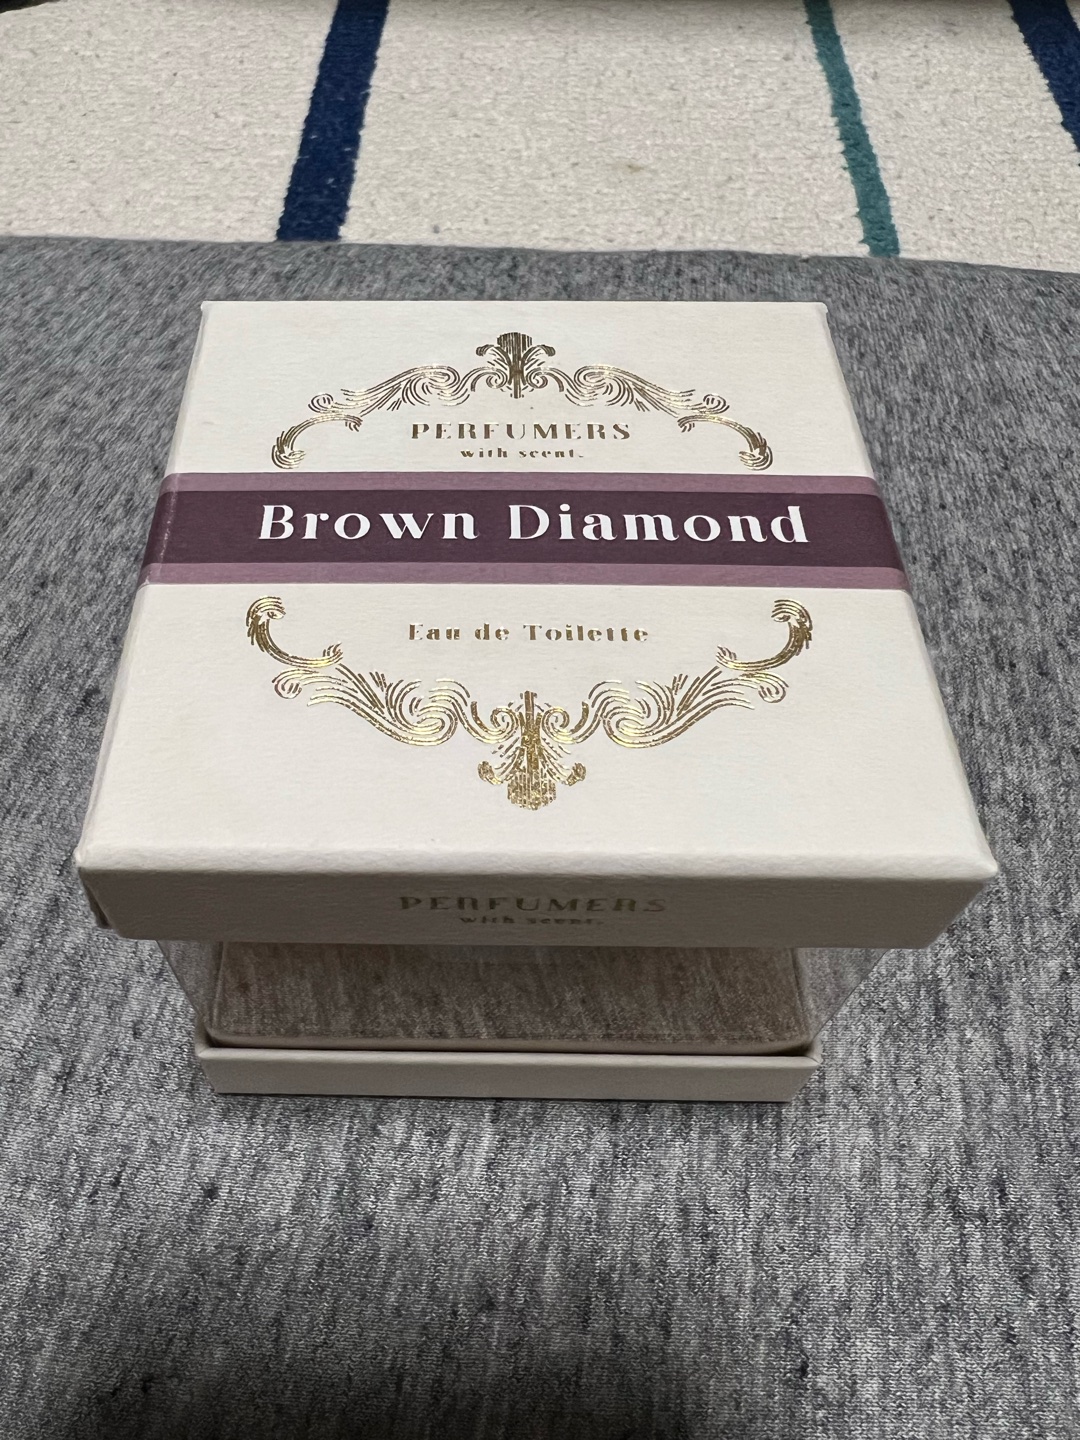 PERFUMERS
with scent.
Brown Diamond
Eau de Toilette
PERFUMERS
with scent.